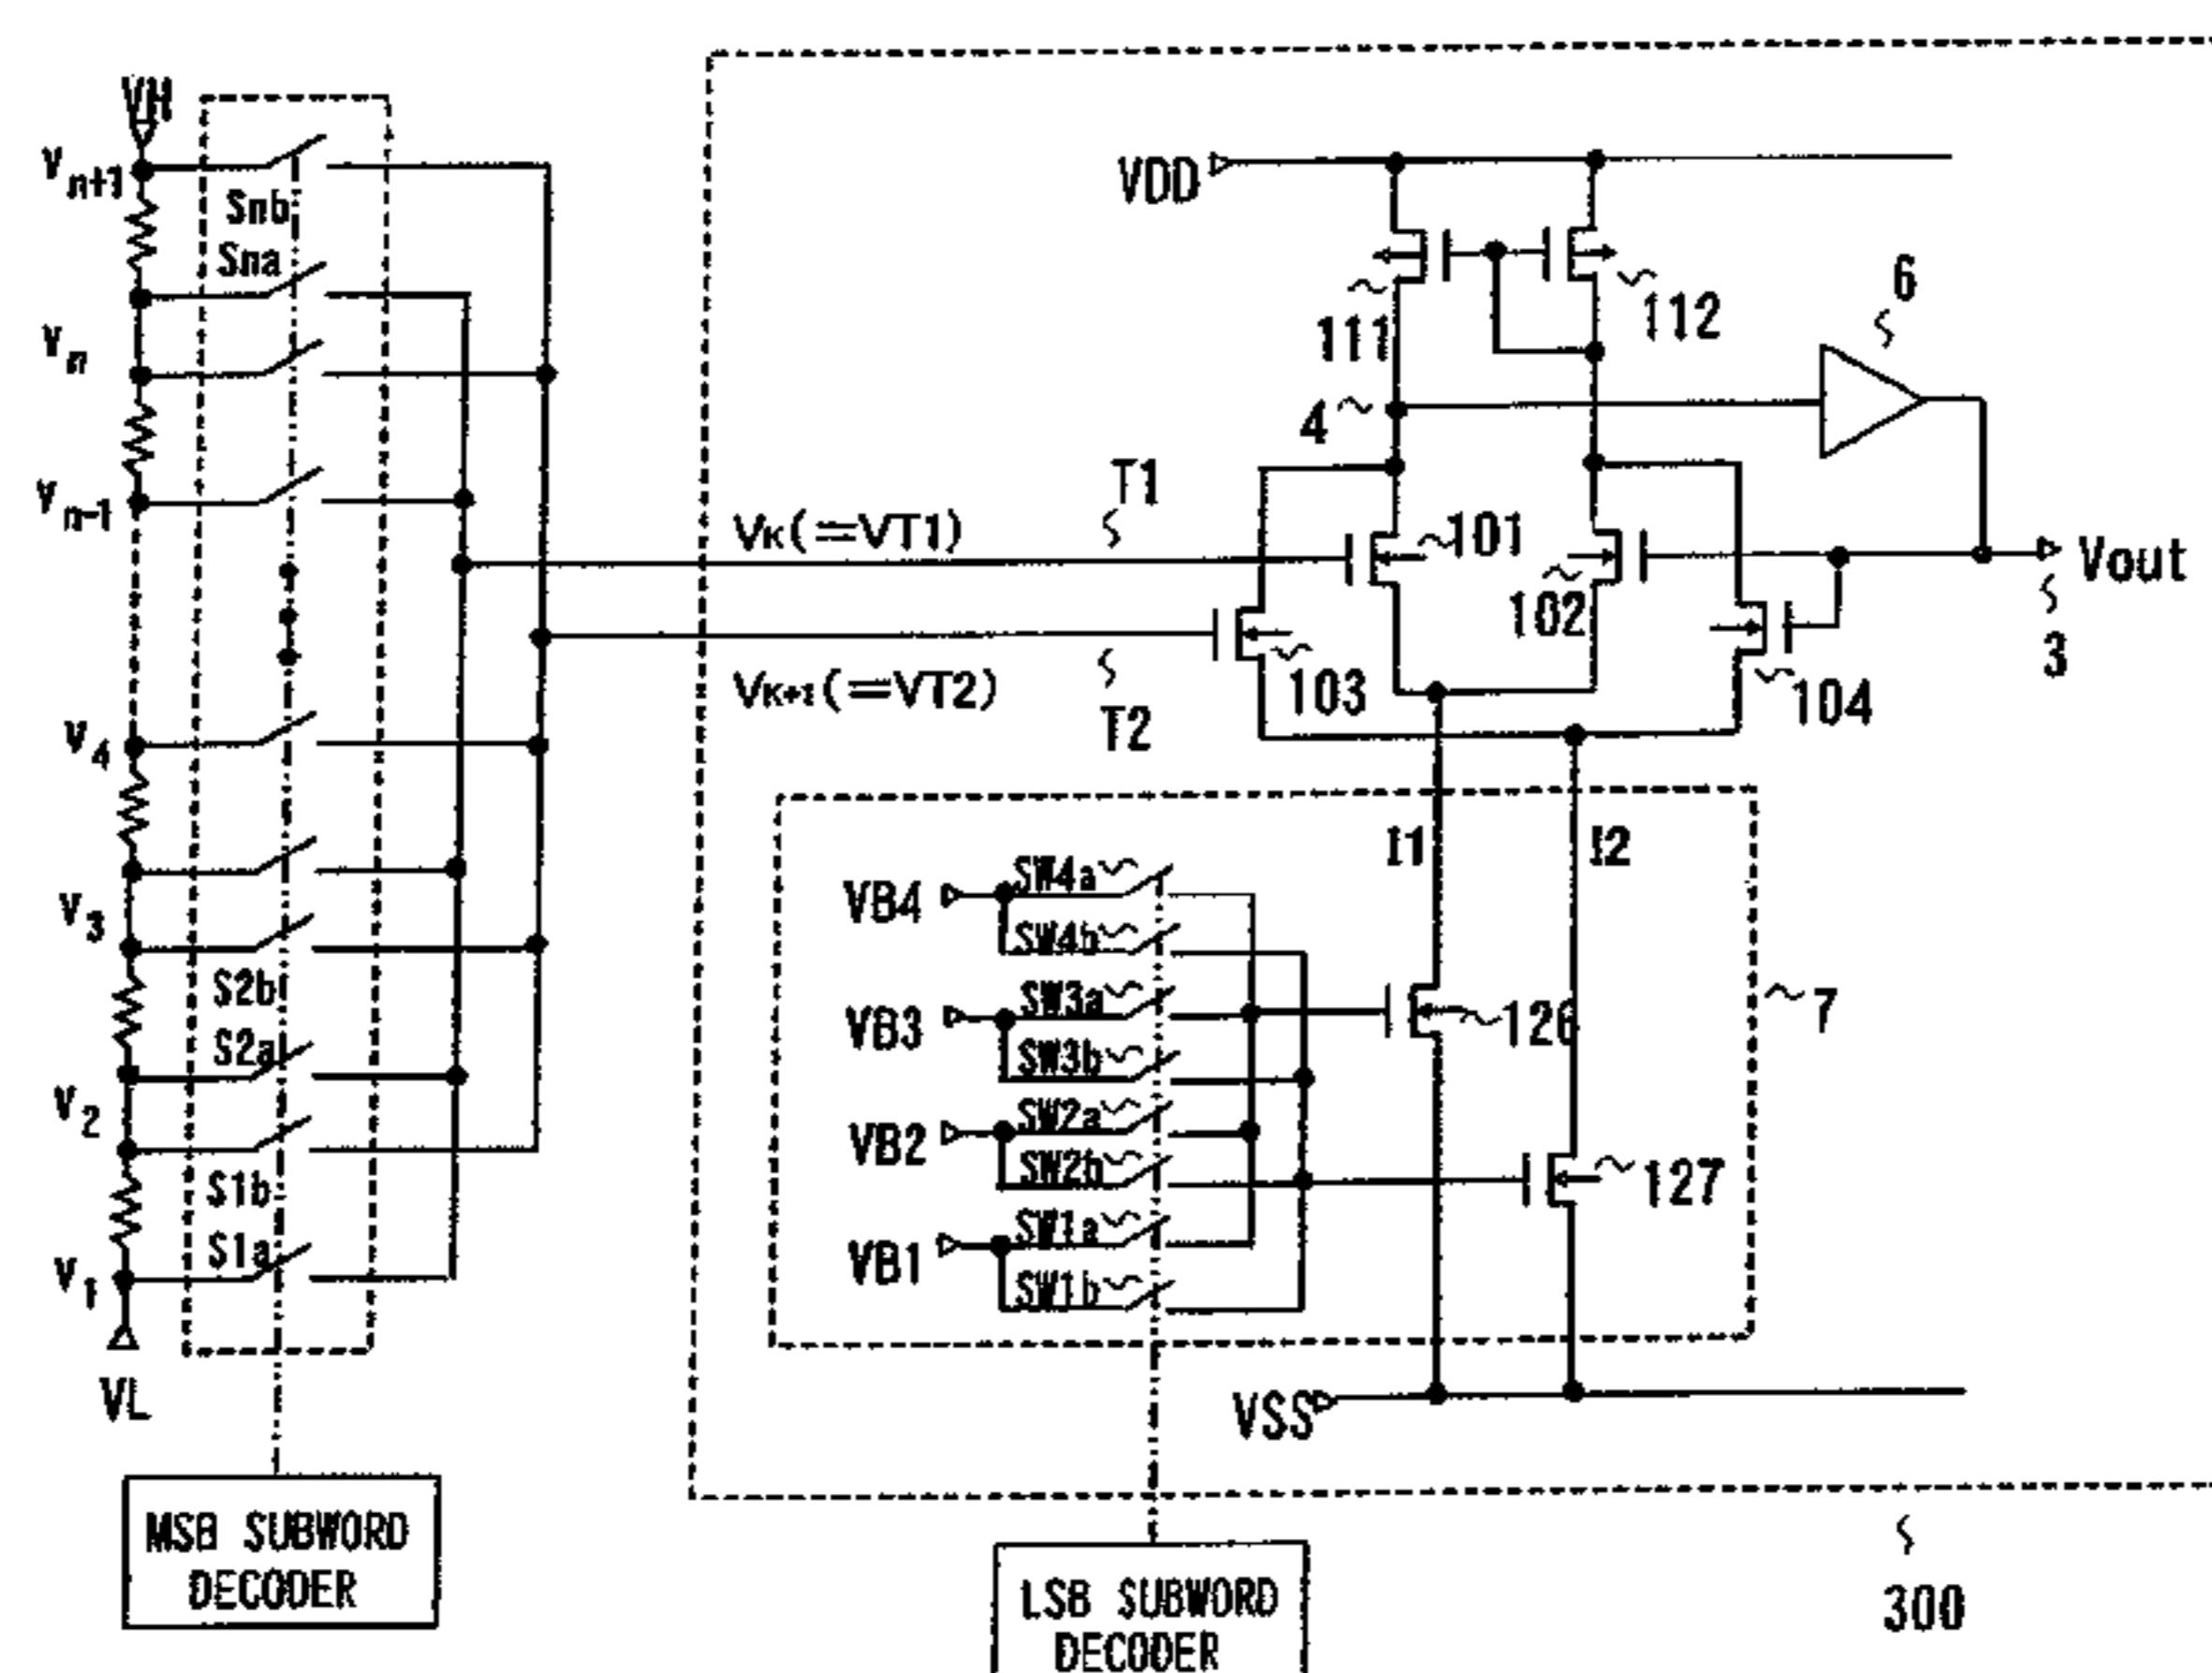 VH
Vn+1
Snb
Sna
Vn
Vn-1
V4
V3
S2b
S2a
V2
S1b
S1a
V1
VL
MSB SUBWORD
DECODER
VDD
111
112
6
4
T1
VK(=VT1)
101
102
Vout
3
103
104
VK+1(=VT2)
T2
I1
I2
VB4
SW4a
SW4b
VB3
SW3a
SW3b
126
7
VB2
SW2a
SW2b
127
VB1
SW1a
SW1b
VSS
LSB SUBWORD
DECODER
300